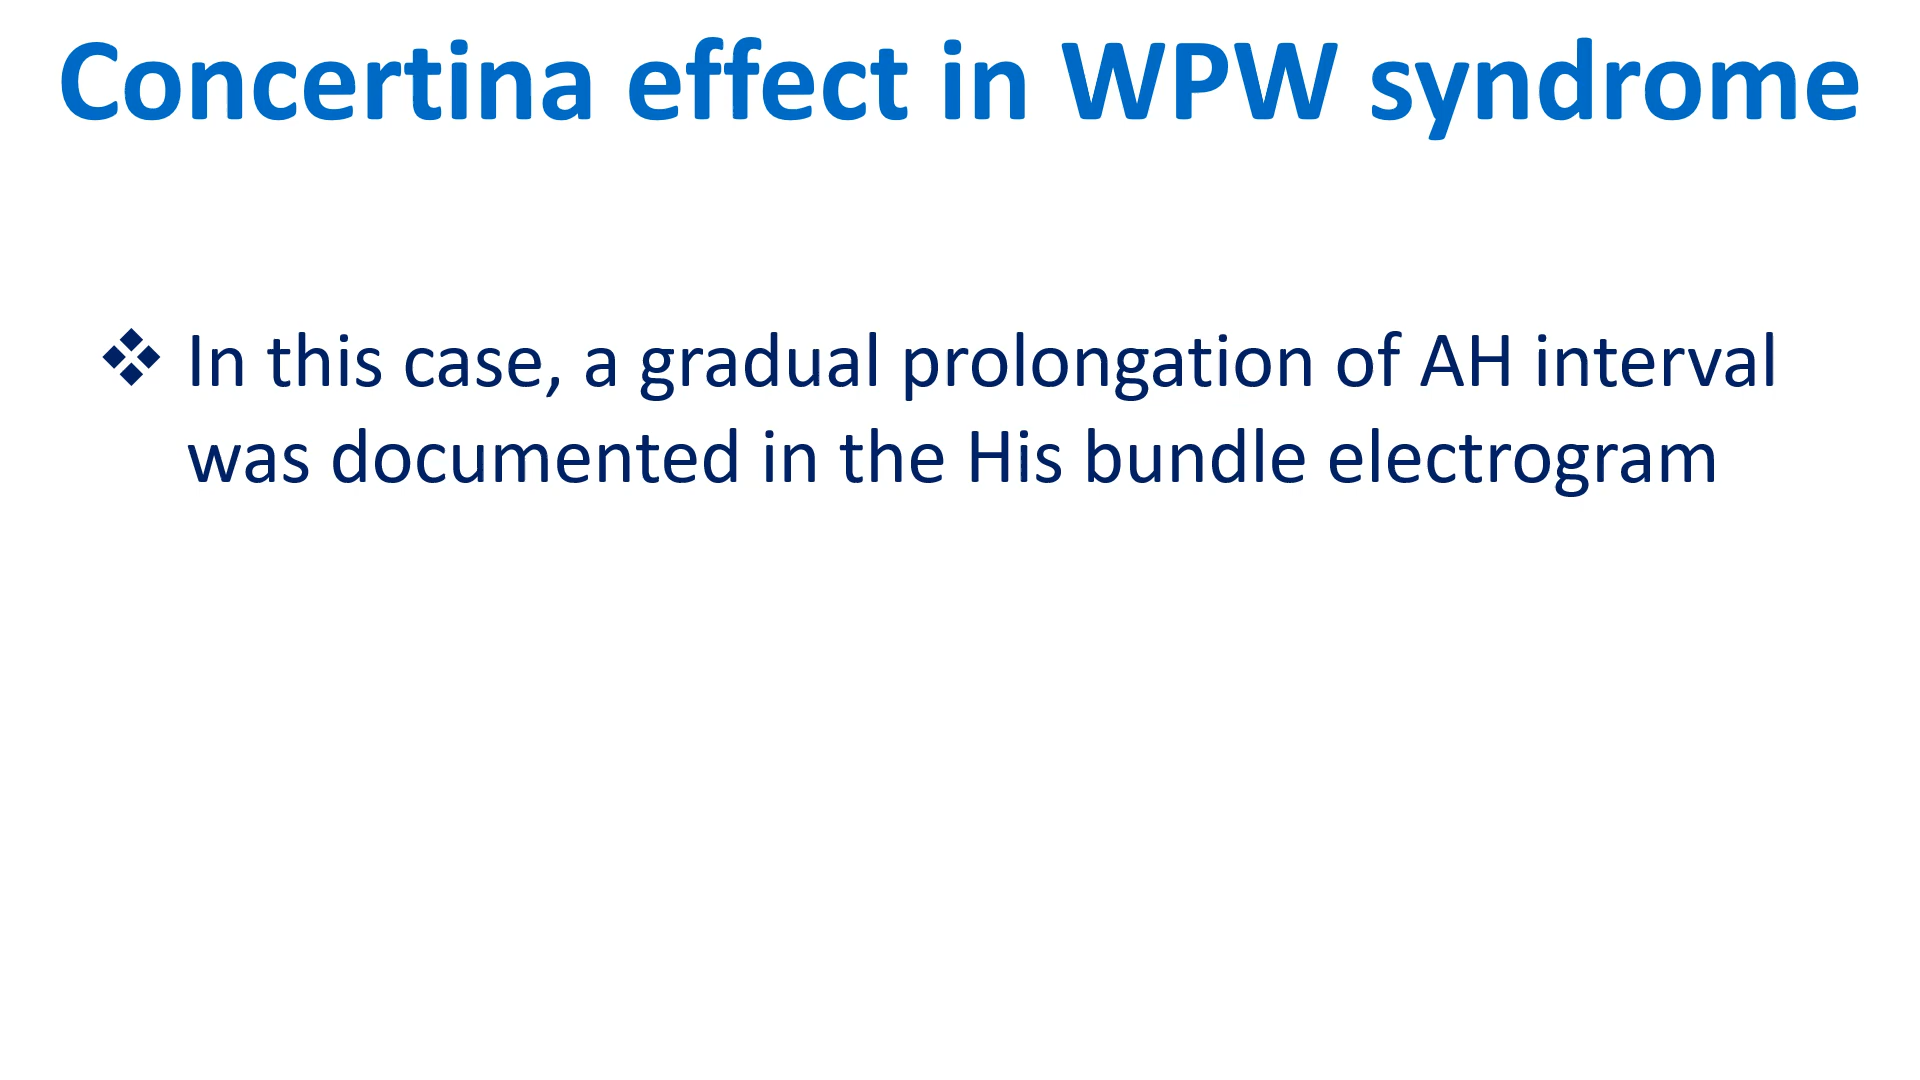 Concertina effect in WPW syndrome
❖ In this case, a gradual prolongation of AH interval
was documented in the His bundle electrogram